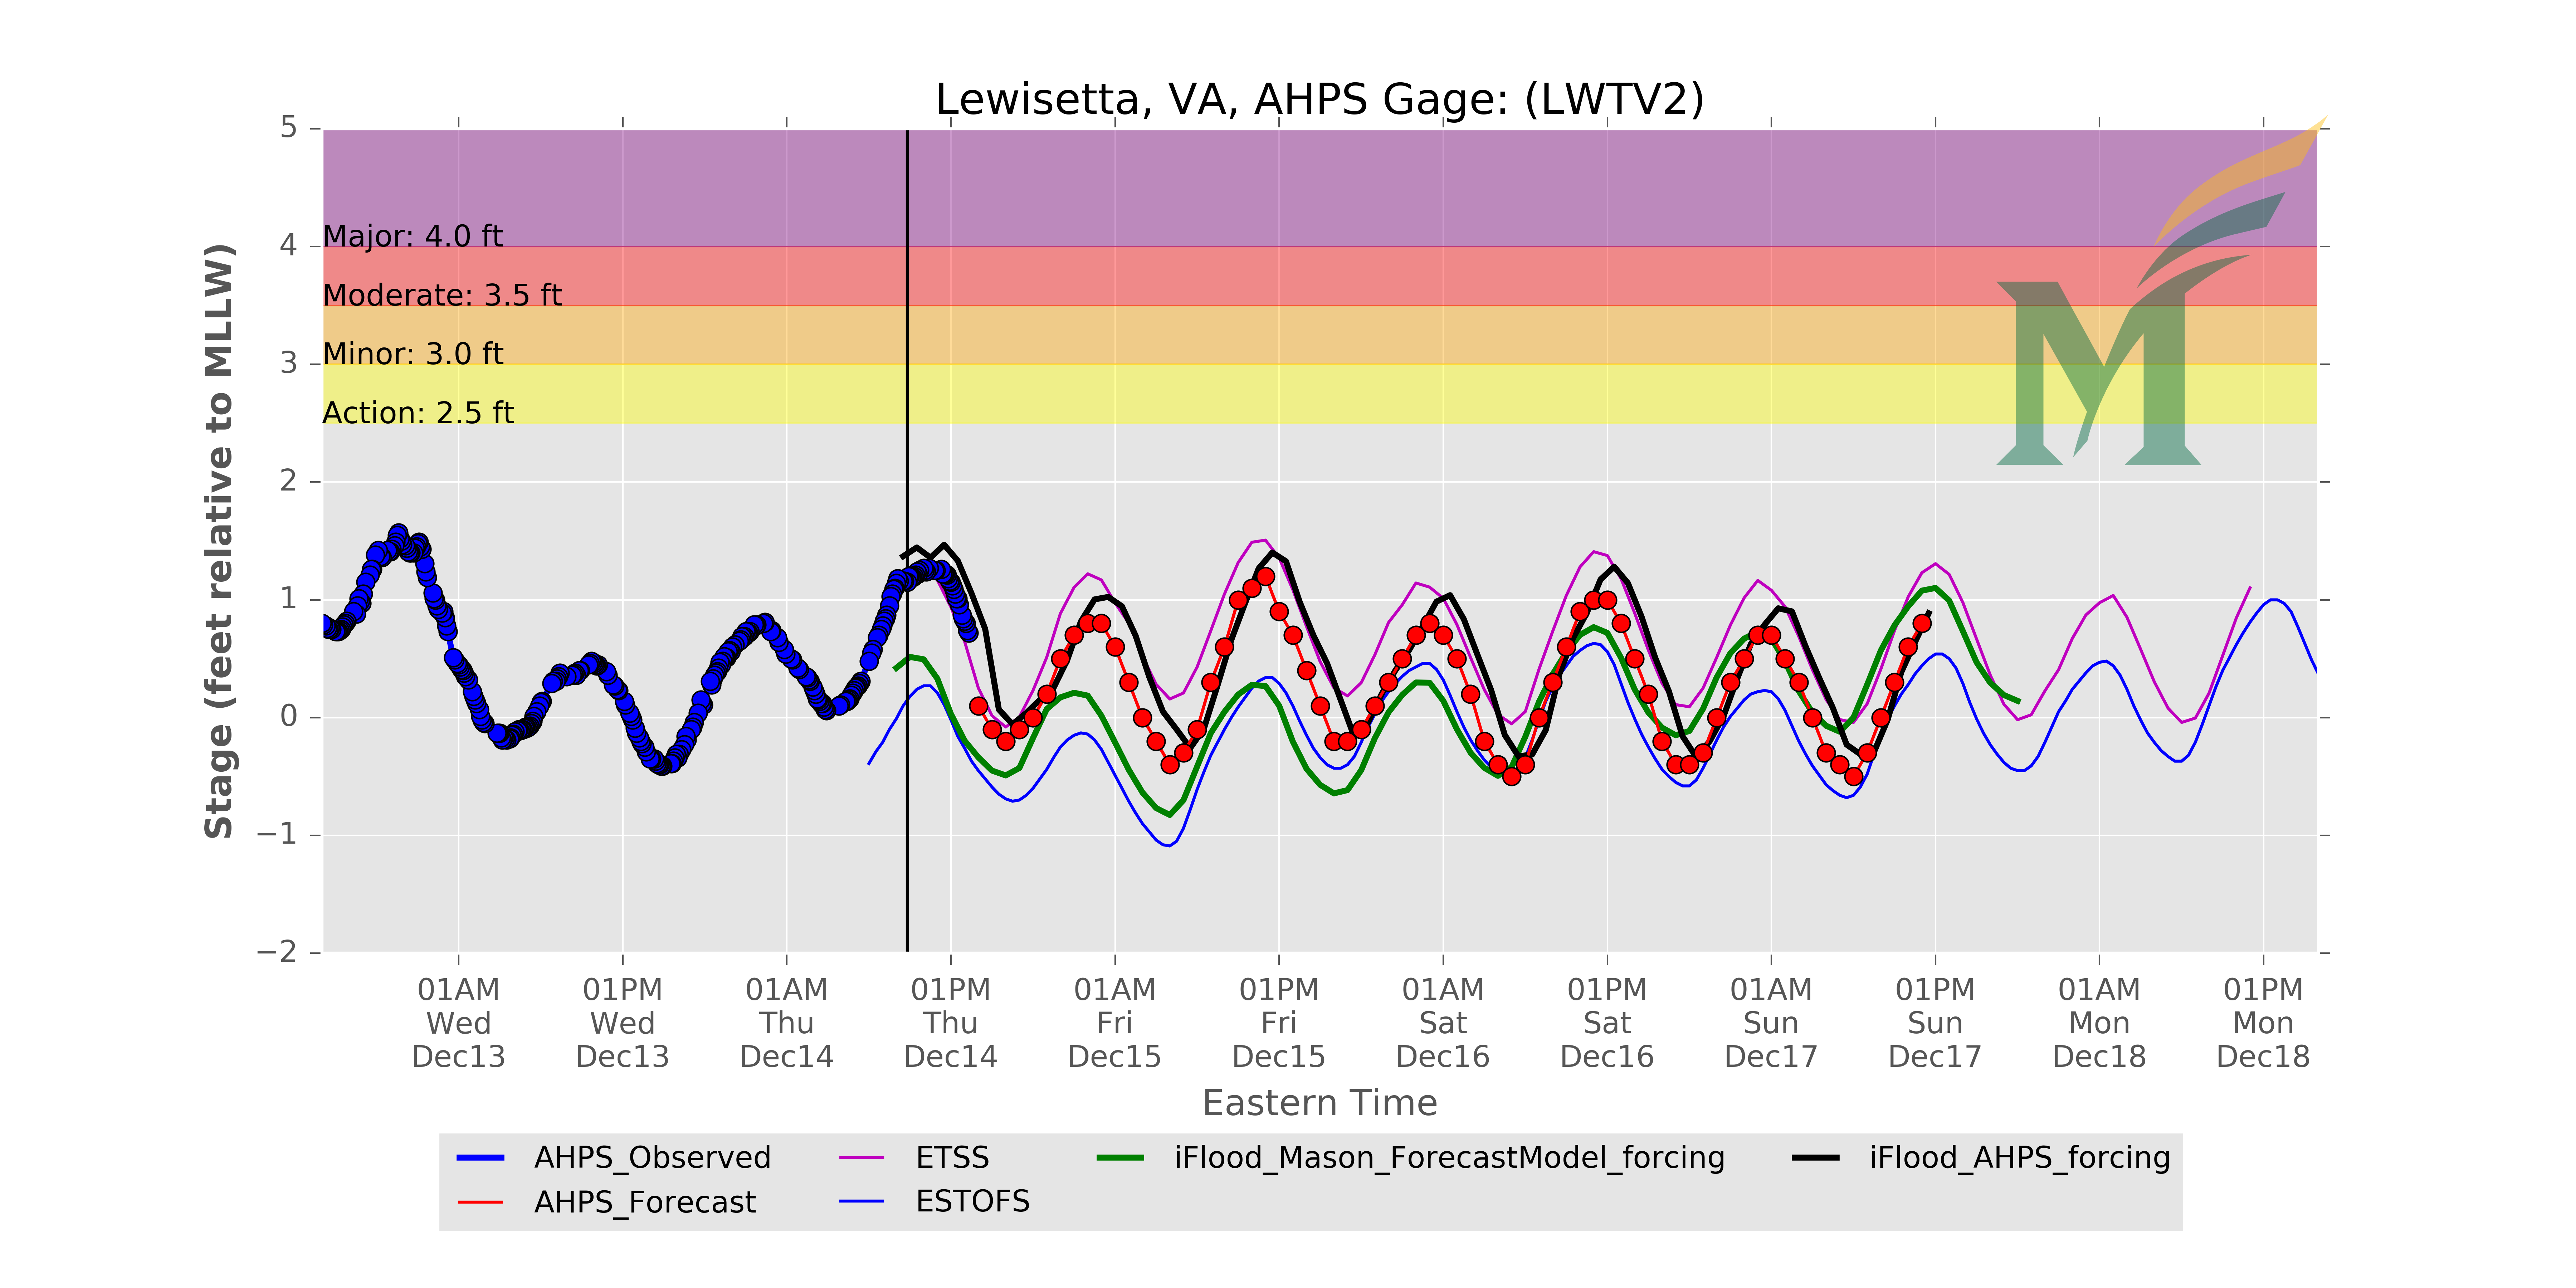 Lewisetta, VA, AHPS Gage: (LWTV2)
Stage (feet relative to MLLW)
5
4
3
2
1
0
−1
−2
Major: 4.0 ft
Moderate: 3.5 ft
Minor: 3.0 ft
Action: 2.5 ft
M
01AM 01PM 01AM 01PM 01AM 01PM 01AM 01PM 01AM 01PM 01AM 01PM
Wed Wed Thu Thu Fri Fri Sat Sat Sun Sun Mon Mon
Dec13 Dec13 Dec14 Dec14 Dec15 Dec15 Dec16 Dec16 Dec17 Dec17 Dec18 Dec18
Eastern Time
AHPS_Observed ETSS iFlood_Mason_ForecastModel_forcing iFlood_AHPS_forcing
AHPS_Forecast ESTOFS